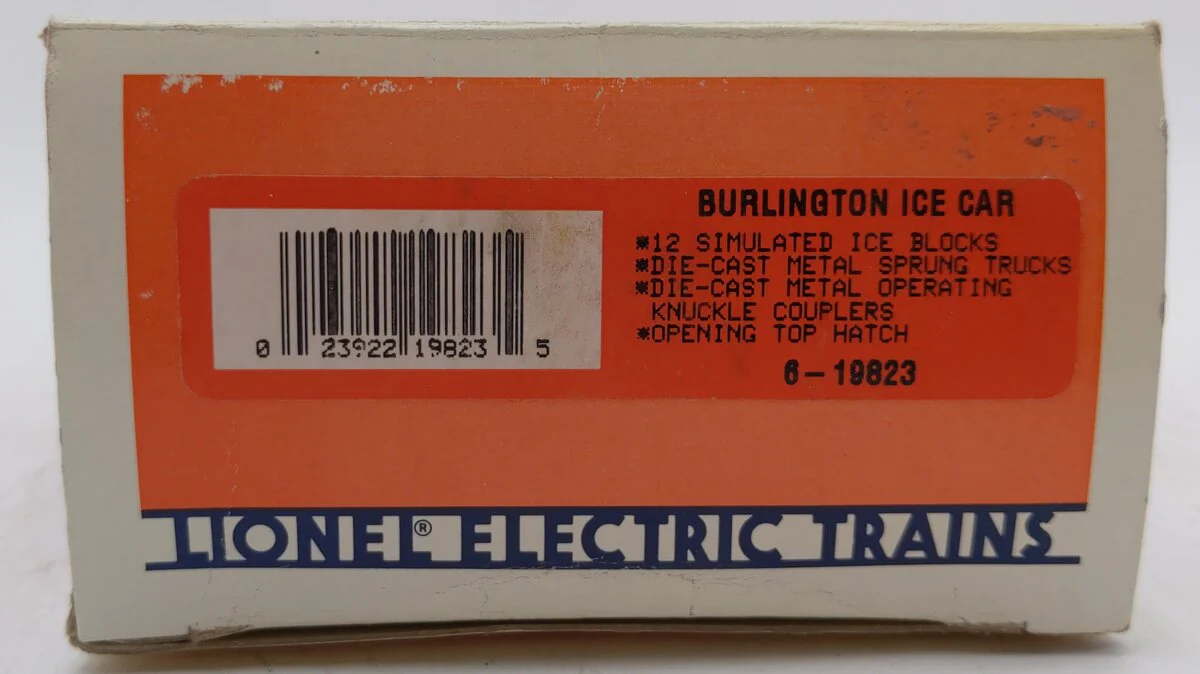 BURLINGTON ICE CAR
*12 SIMULATED ICE BLOCKS
*DIE-CAST METAL SPRUNG TRUCKS
*DIE-CAST METAL OPERATING
KNUCKLE COUPLERS
*OPENING TOP HATCH
6-19823
0 23922 19823 5
LIONEL® ELECTRIC TRAINS